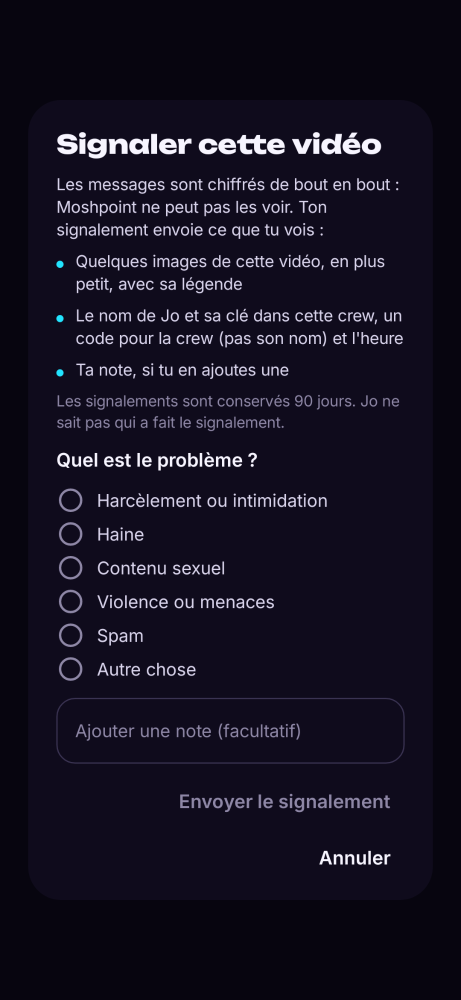 Signaler cette vidéo
Les messages sont chiffrés de bout en bout :
Moshpoint ne peut pas les voir. Ton
signalement envoie ce que tu vois :
Quelques images de cette vidéo, en plus
petit, avec sa légende
Le nom de Jo et sa clé dans cette crew, un
code pour la crew (pas son nom) et l'heure
Ta note, si tu en ajoutes une
Les signalements sont conservés 90 jours. Jo ne
sait pas qui a fait le signalement.
Quel est le problème ?
Harcèlement ou intimidation
Haine
Contenu sexuel
Violence ou menaces
Spam
Autre chose
Ajouter une note (facultatif)
Envoyer le signalement
Annuler